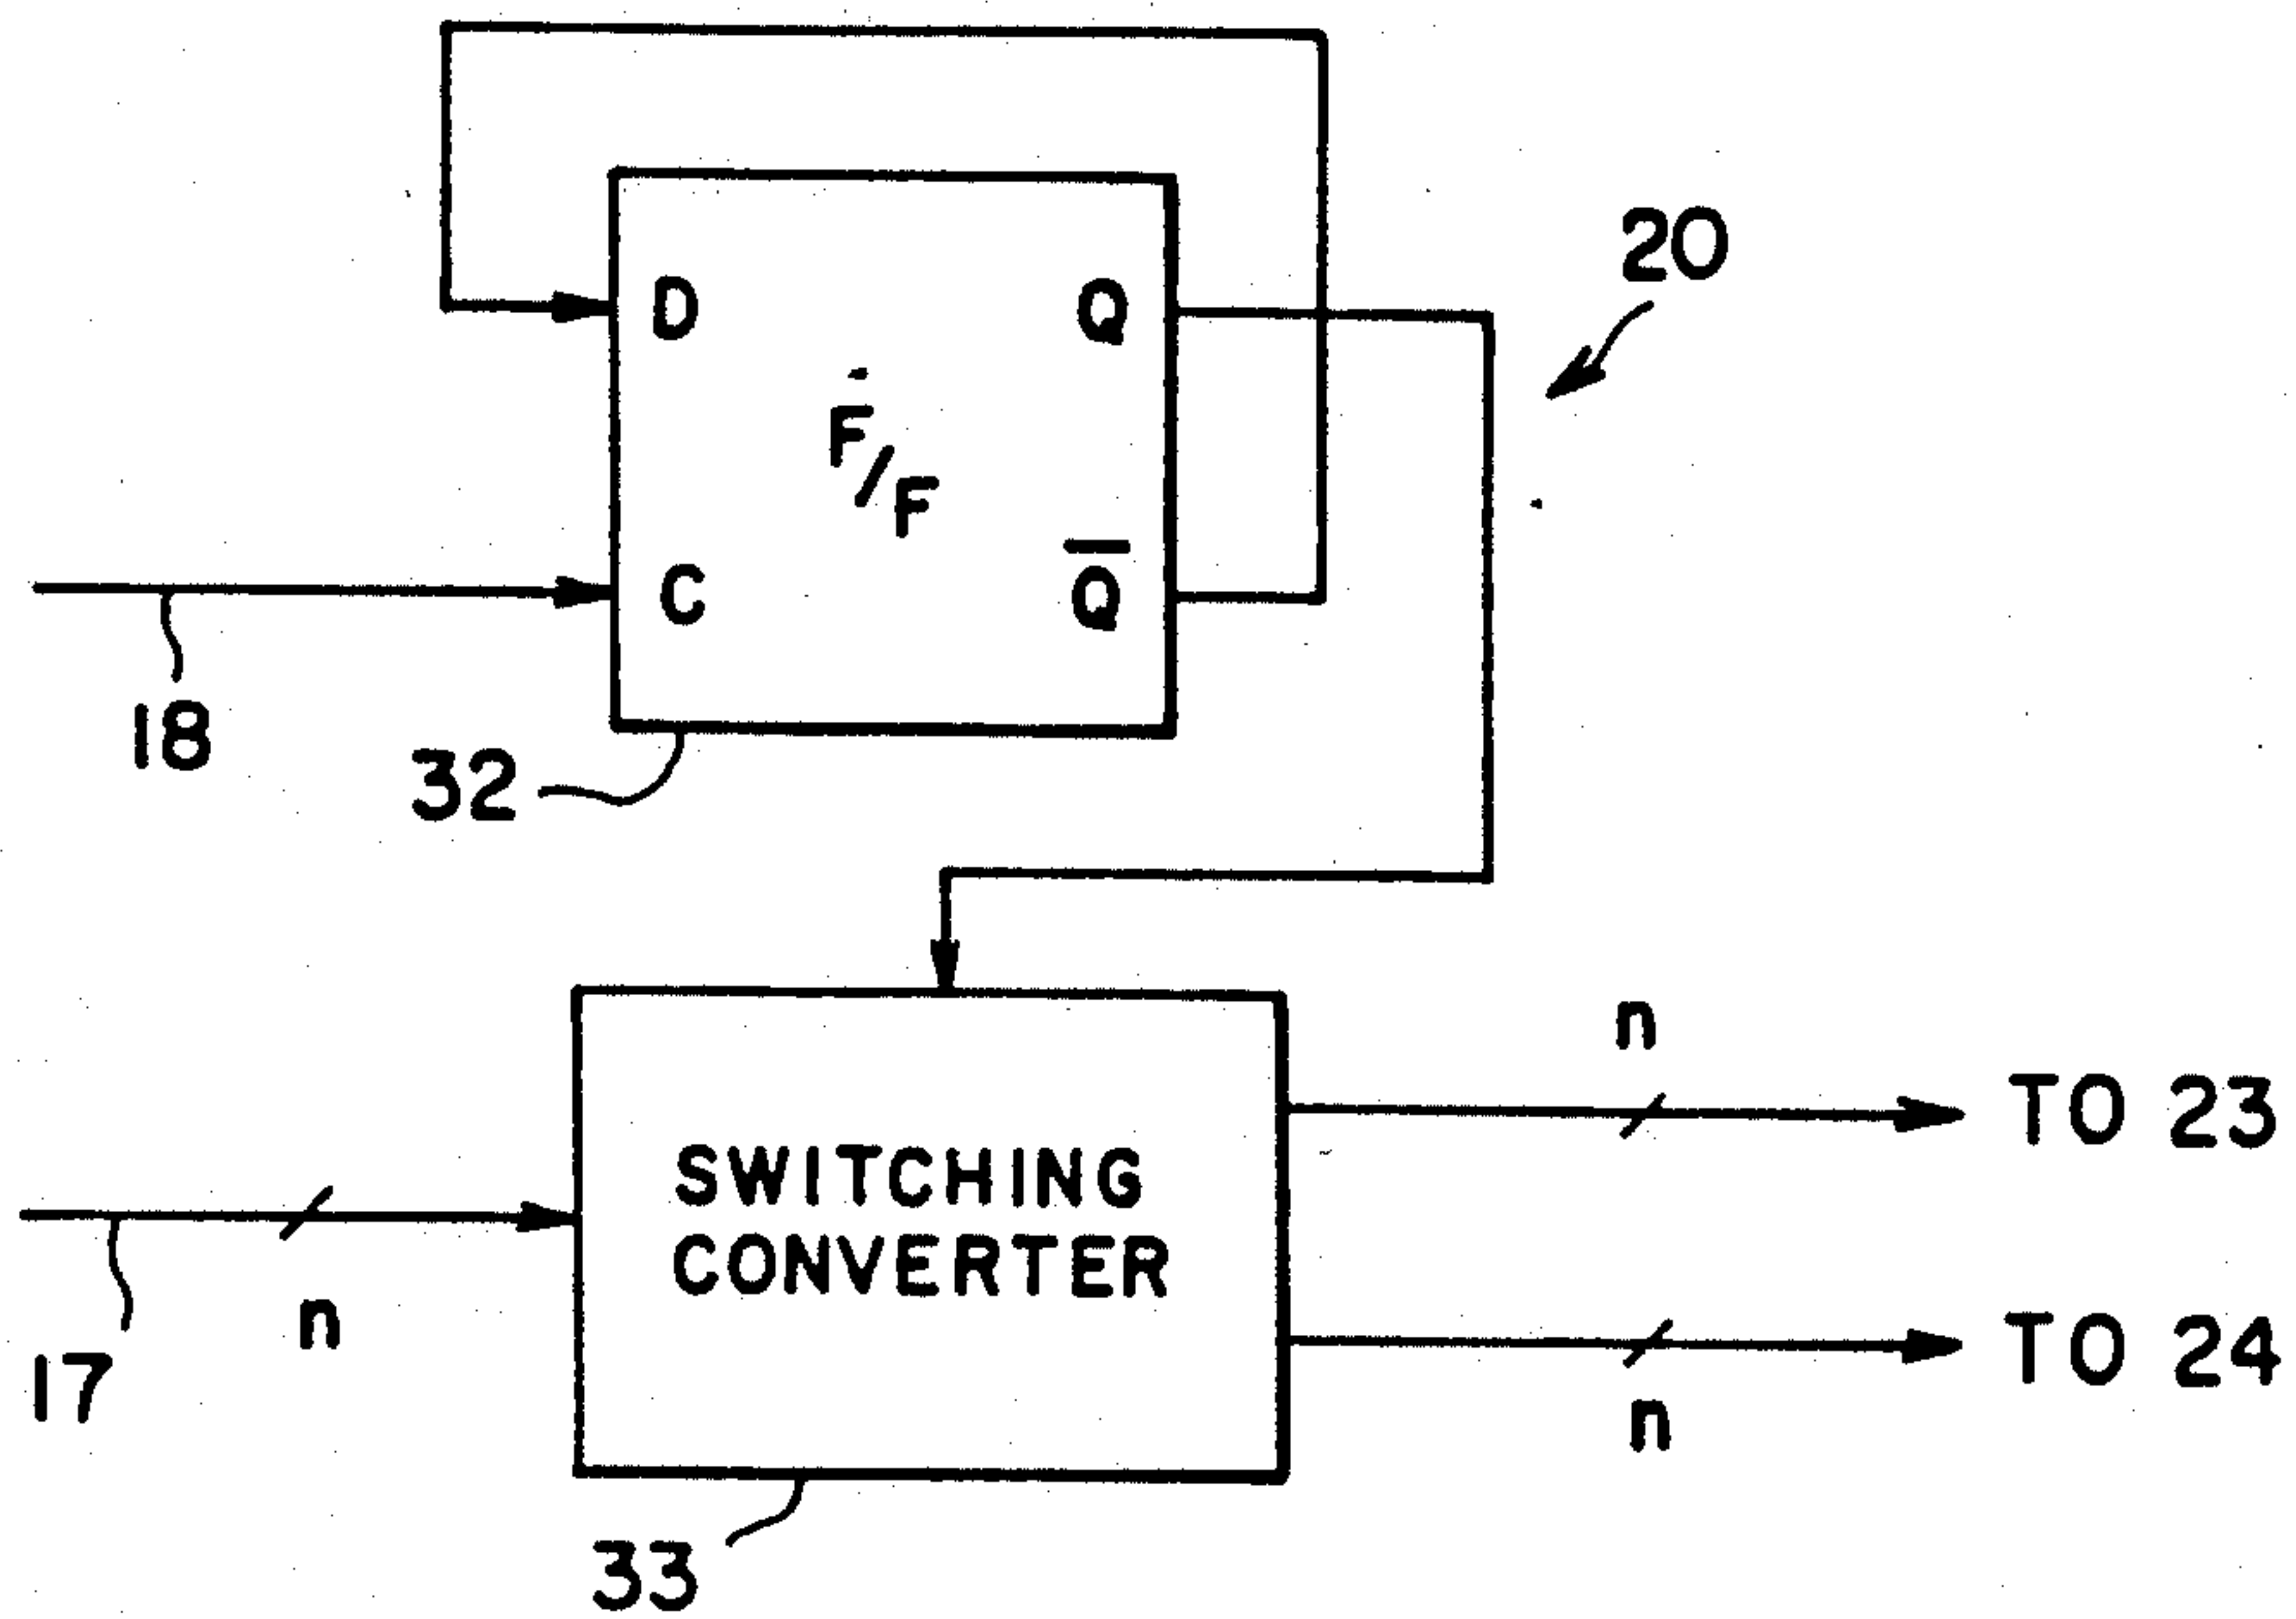 20
D
Q
F/F
C
Q̅
18
32
n
TO 23
SWITCHING
CONVERTER
17
n
TO 24
n
33